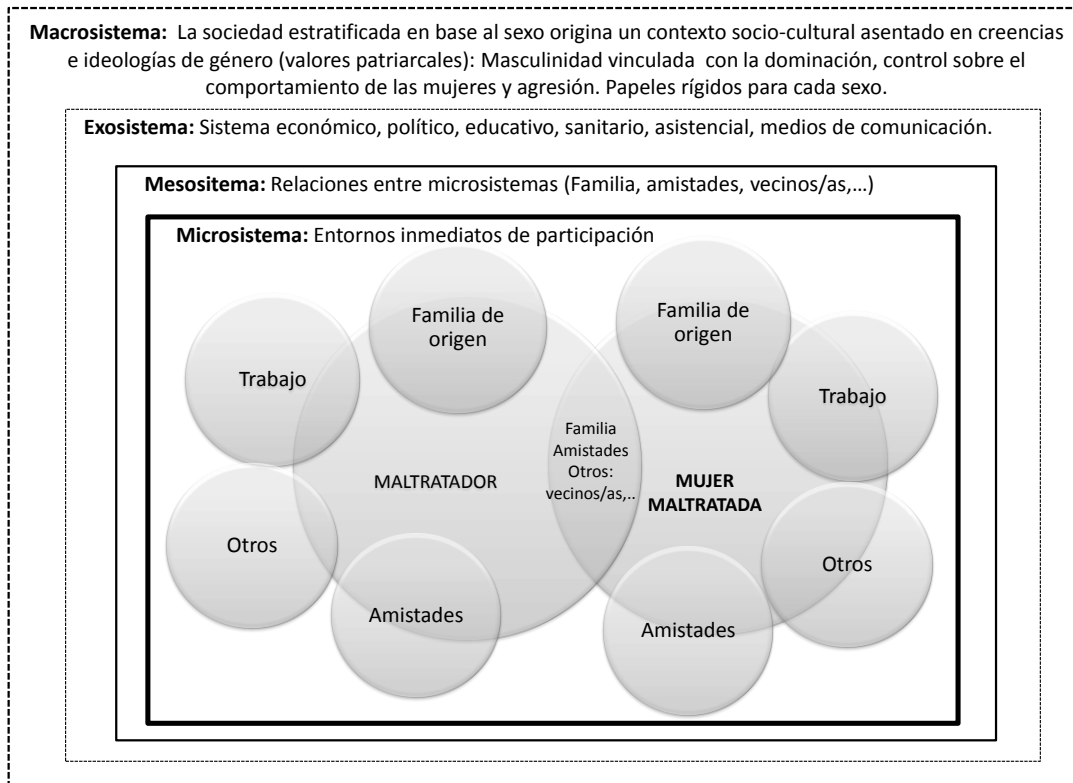 Macrosistema: La sociedad estratificada en base al sexo origina un contexto socio-cultural asentado en creencias
e ideologías de género (valores patriarcales): Masculinidad vinculada con la dominación, control sobre el
comportamiento de las mujeres y agresión. Papeles rígidos para cada sexo.
Exosistema: Sistema económico, político, educativo, sanitario, asistencial, medios de comunicación.
Mesositema: Relaciones entre microsistemas (Familia, amistades, vecinos/as,...)
Microsistema: Entornos inmediatos de participación
Familia de
origen
Trabajo
MALTRATADOR
Otros
Amistades
Familia
Amistades
Otros:
vecinos/as,..
Familia de
origen
Trabajo
MUJER
MALTRATADA
Otros
Amistades